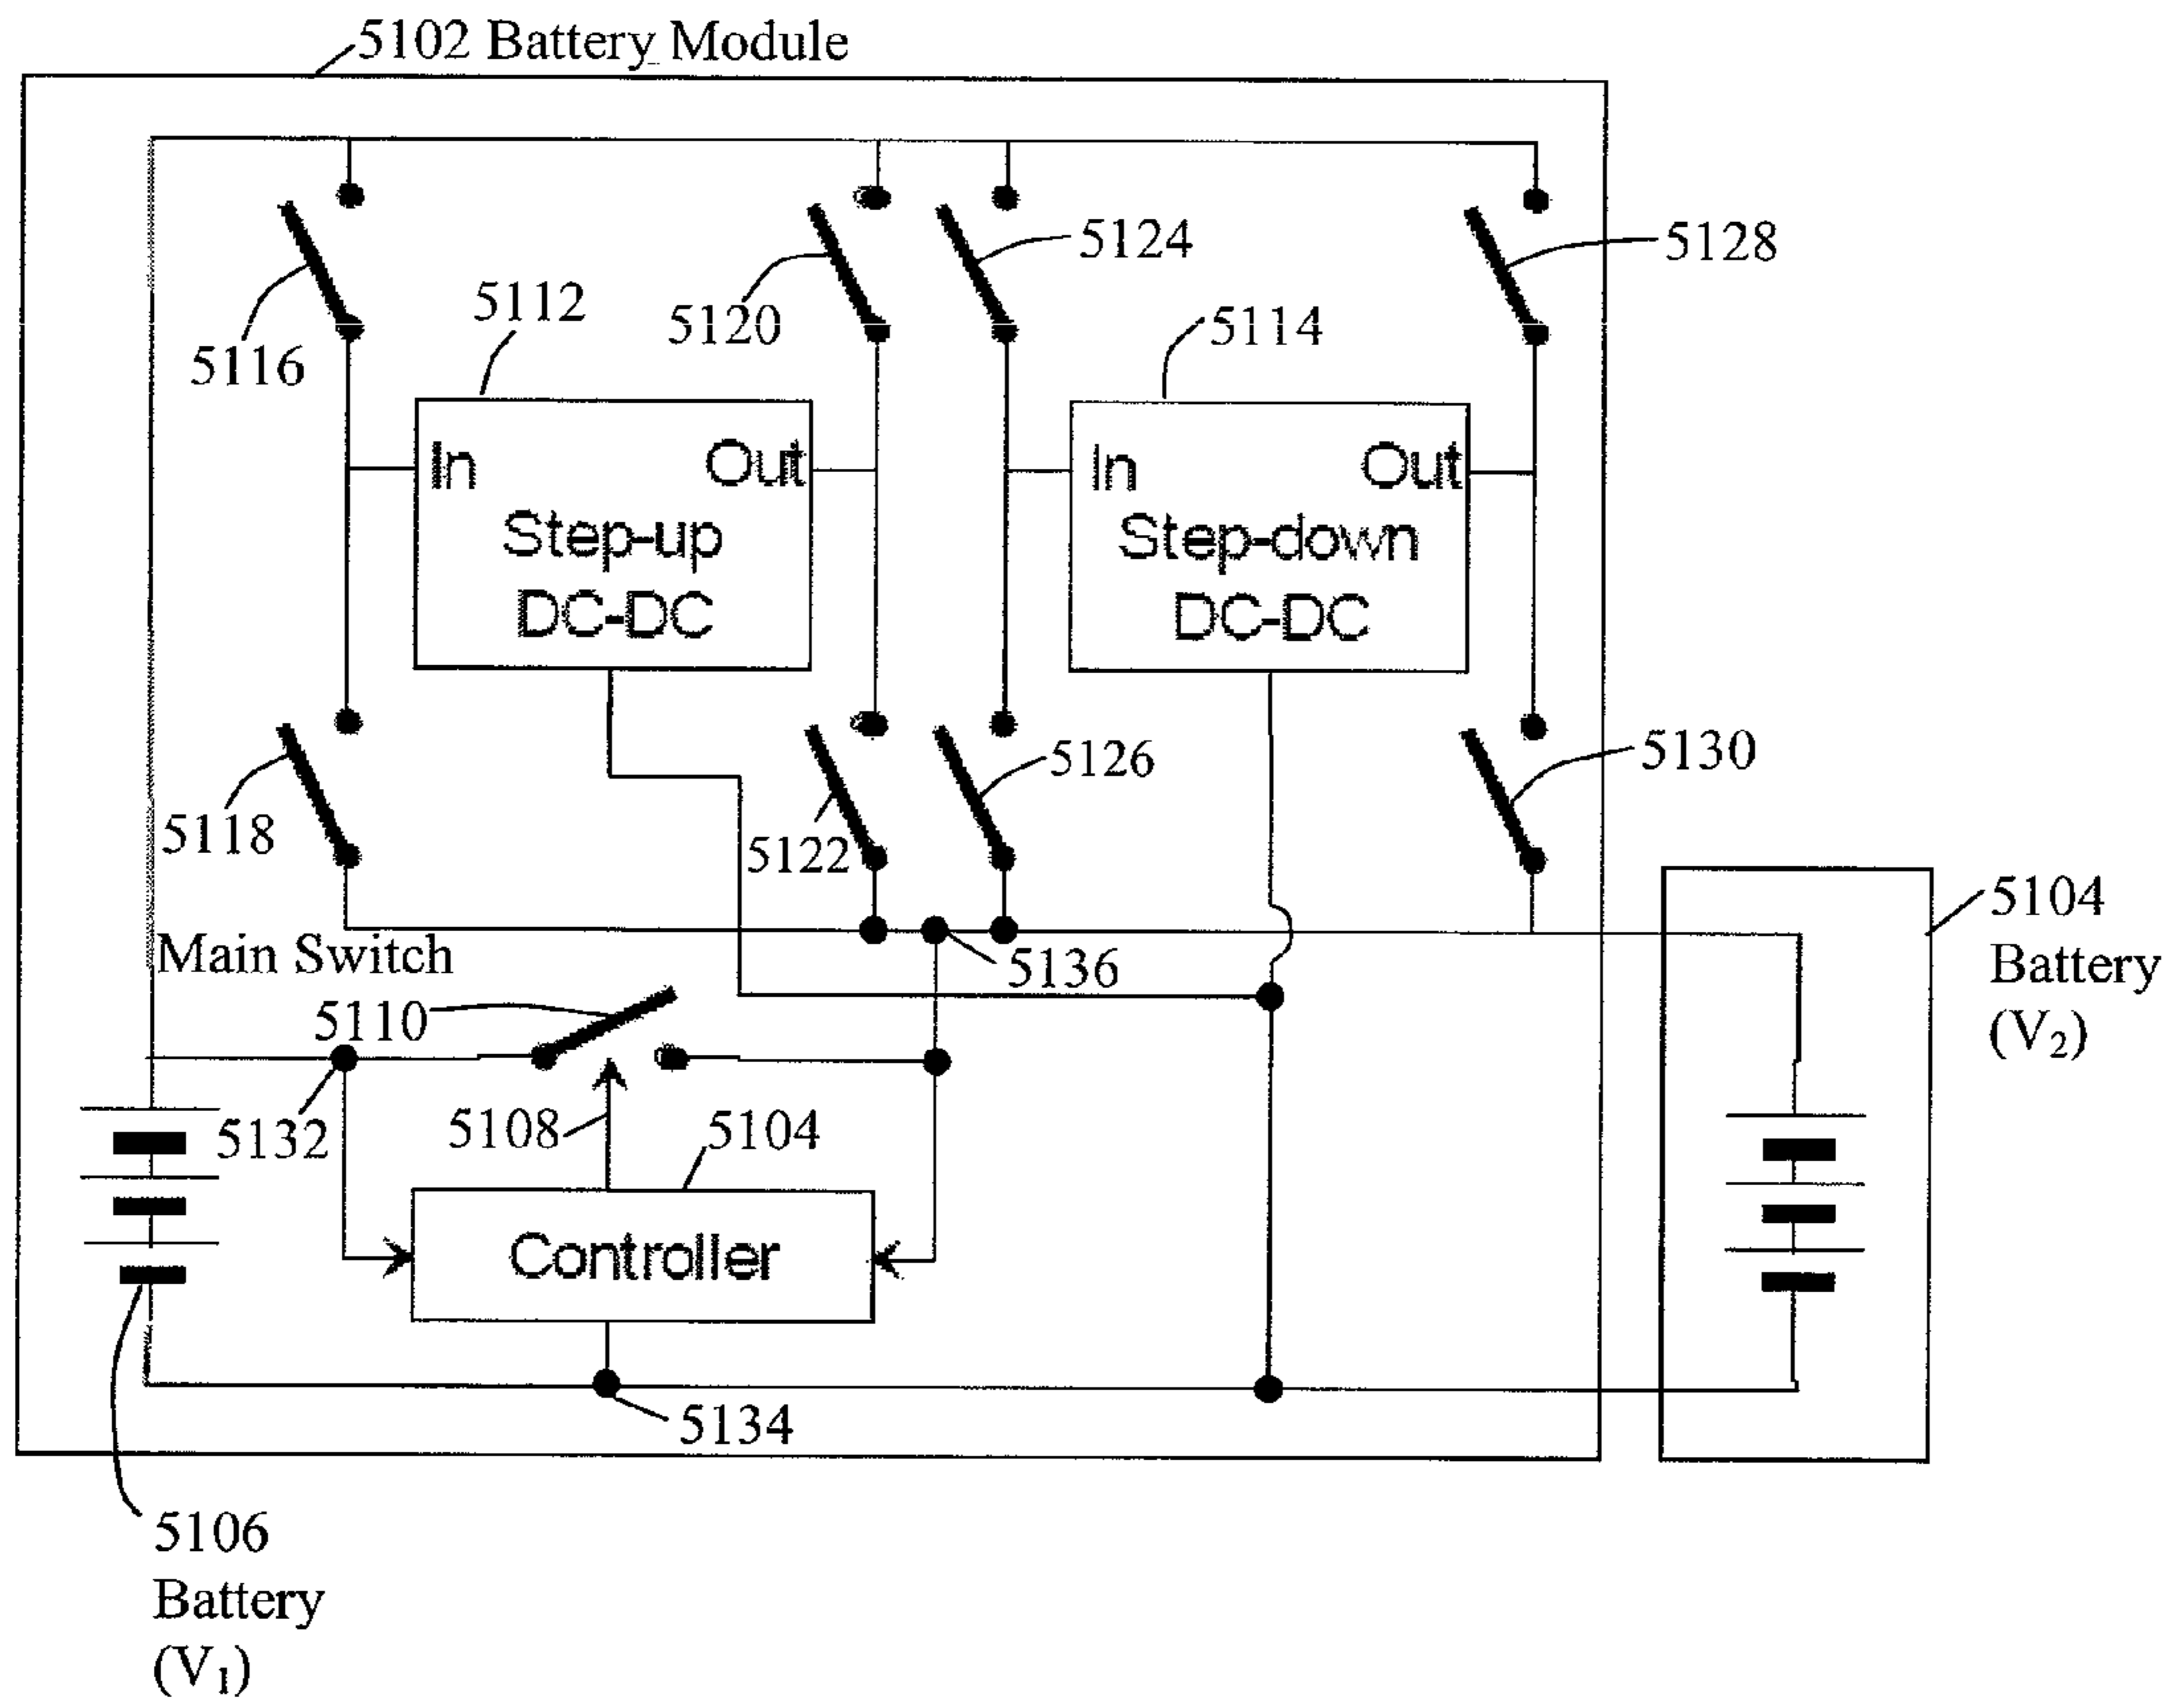 5102 Battery Module
5116
5112
5120
5124
5114
5128
In
Out
Step-up
DC-DC
In
Out
Step-down
DC-DC
5118
5122
5126
5130
Main Switch
5110
5136
5104
Battery
(V2)
5132
5108
5104
Controller
5134
5106
Battery
(V1)